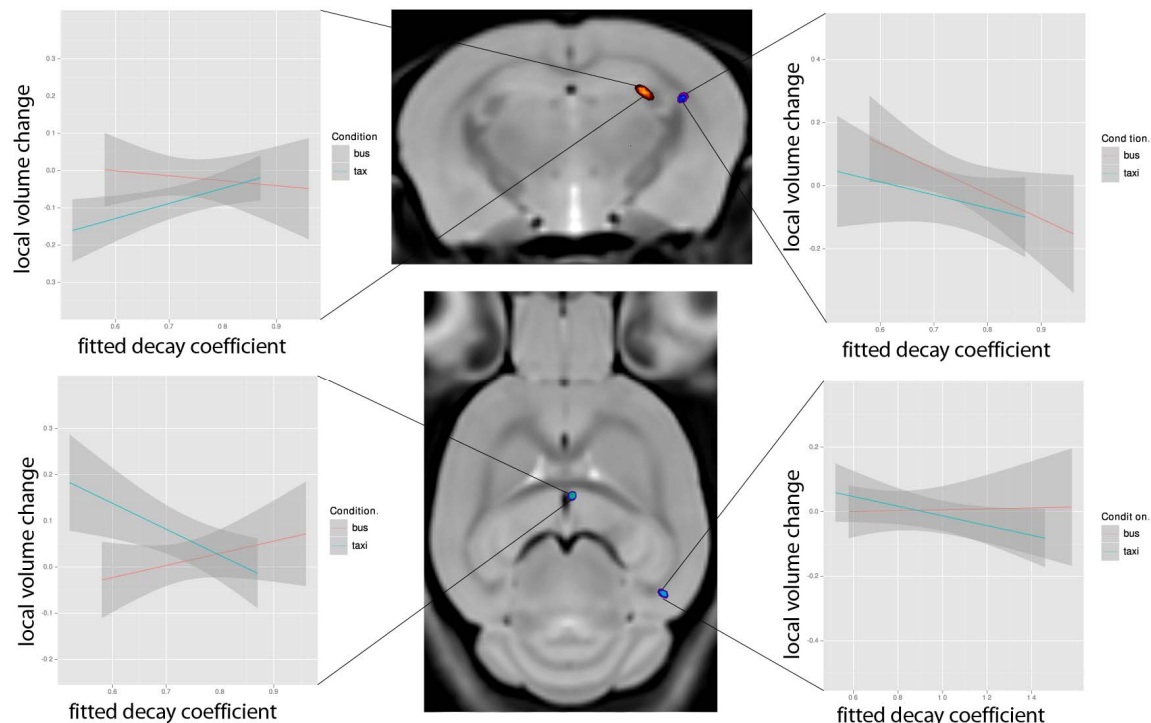 local volume change
0.3
0.2
0.1
0.0
-0.1
-0.2
0.3
0.6
0.7
0.8
0.9
fitted decay coefficient
Condition
bus
tax
local volume change
0.4
0.2
0.0
-0.2
0.6
0.7
0.8
0.9
fitted decay coefficient
Cond tion.
bus
taxi
local volume change
0.3
0.2
0.1
0.0
-0.1
-0.2
0.6
0.7
0.8
0.9
fitted decay coefficient
Condition.
bus
taxi
local volume change
0.2
0.0
-0.2
-0.4
0.6
0.8
1.0
1.2
1.4
fitted decay coefficient
Condit on.
bus
taxi